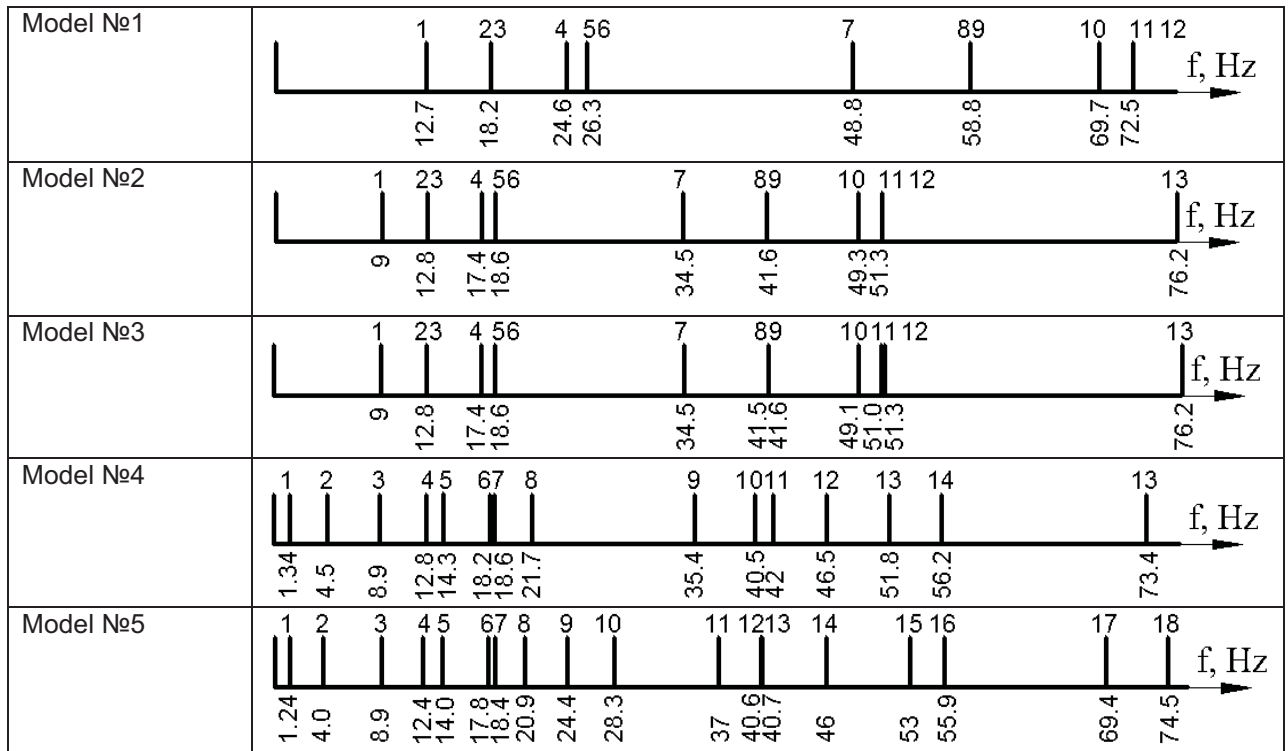 Model №1
1 23 4 56 7 89 10 11 12
f, Hz
12.7 18.2 24.6 26.3 48.8 58.8 69.7 72.5
Model №2
1 23 4 56 7 89 10 11 12 13
f, Hz
9 12.8 17.4 18.6 34.5 41.6 49.3 51.3 76.2
Model №3
1 23 4 56 7 89 10 11 12 13
f, Hz
9 12.8 17.4 18.6 34.5 41.5 41.6 49.1 51.0 51.3 76.2
Model №4
1 2 3 4 5 67 8 9 10 11 12 13 14 13
f, Hz
1.34 4.5 8.9 12.8 14.3 18.2 18.6 21.7 35.4 40.5 42 46.5 51.8 56.2 73.4
Model №5
1 2 3 4 5 67 8 9 10 11 12 13 14 15 16 17 18
f, Hz
1.24 4.0 8.9 12.4 14.0 17.8 18.4 20.9 24.4 28.3 37 40.6 40.7 46 53 55.9 69.4 74.5